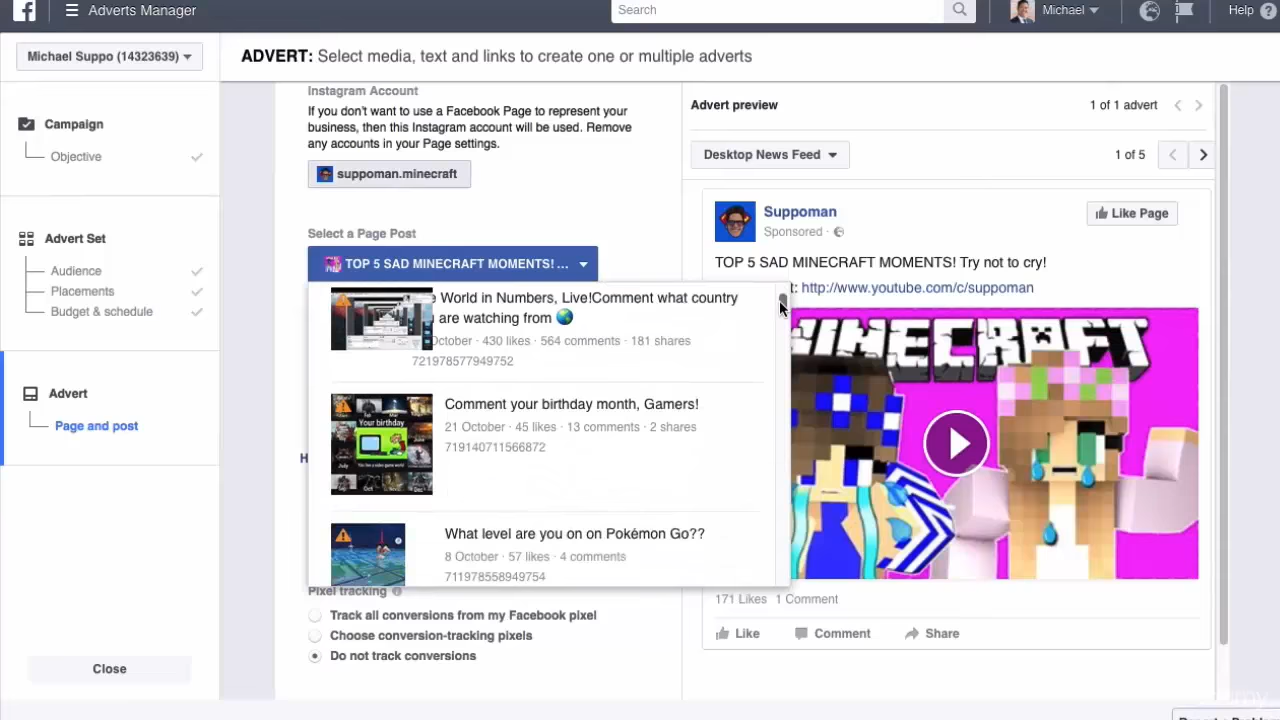 Adverts Manager
Search
Michael
Help
Michael Suppo (14323639)
ADVERT: Select media, text and links to create one or multiple adverts
Campaign
Objective
Advert Set
Audience
Placements
Budget & schedule
Advert
Page and post
Close
Instagram Account
If you don't want to use a Facebook Page to represent your
business, then this Instagram account will be used. Remove
any accounts in your Page settings.
suppoman.minecraft
Select a Page Post
TOP 5 SAD MINECRAFT MOMENTS! ...
World in Numbers, Live!Comment what country
are watching from
October · 430 likes · 564 comments · 181 shares
721978577949752
Your birthday
July
Comment your birthday month, Gamers!
21 October · 45 likes · 13 comments · 2 shares
719140711566872
What level are you on on Pokémon Go??
8 October · 57 likes · 4 comments
711978558949754
Pixel tracking
Track all conversions from my Facebook pixel
Choose conversion-tracking pixels
Do not track conversions
Advert preview
1 of 1 advert
Desktop News Feed
1 of 5
Suppoman
Sponsored ·
Like Page
TOP 5 SAD MINECRAFT MOMENTS! Try not to cry!
t: http://www.youtube.com/c/suppoman
MINECRAFT
171 Likes 1 Comment
Like Comment Share